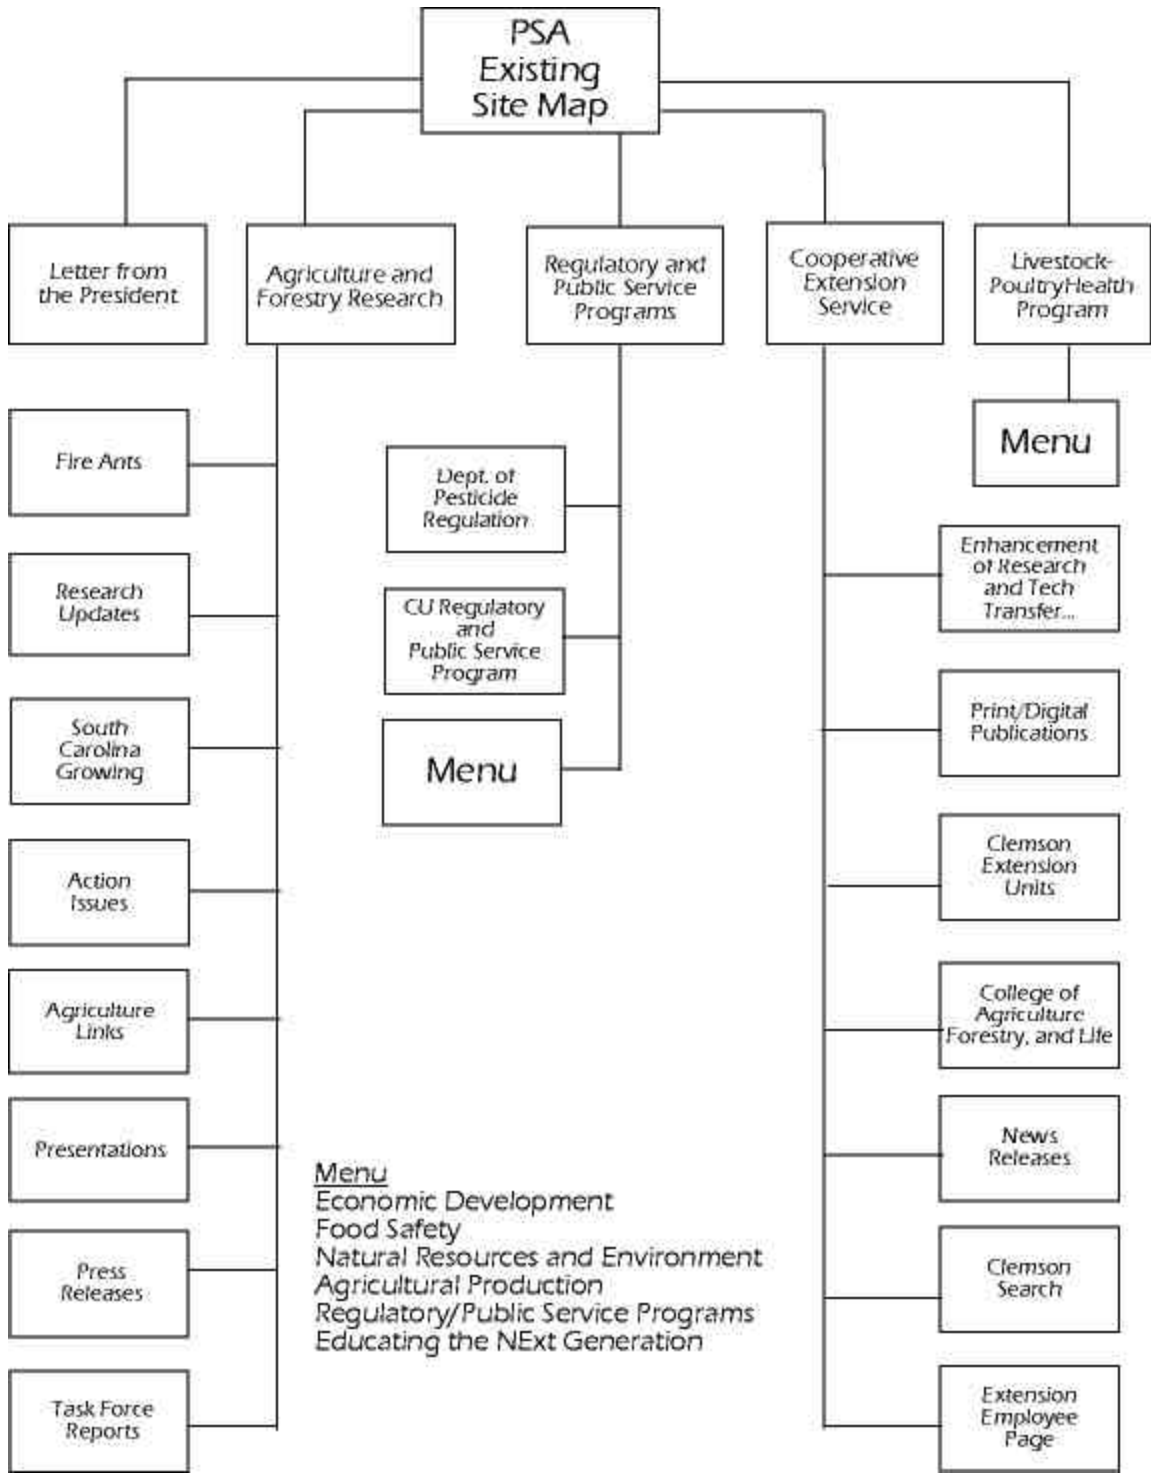 PSA
Existing
Site Map
Letter from
the President
Agriculture and
Forestry Research
Regulatory and
Public Service
Programs
Cooperative
Extension
Service
Livestock-
PoultryHealth
Program
Fire Ants
Research
Updates
South
Carolina
Growing
Action
Issues
Agriculture
Links
Presentations
Press
Releases
Task Force
Reports
Dept. of
Pesticide
Regulation
CU Regulatory
and
Public Service
Program
Menu
Menu
Enhancement
of Research
and Tech
Transfer...
Print/Digital
Publications
Clemson
Extension
Units
College of
Agriculture
Forestry, and Life
News
Releases
Clemson
Search
Extension
Employee
Page
Menu
Economic Development
Food Safety
Natural Resources and Environment
Agricultural Production
Regulatory/Public Service Programs
Educating the NExt Generation